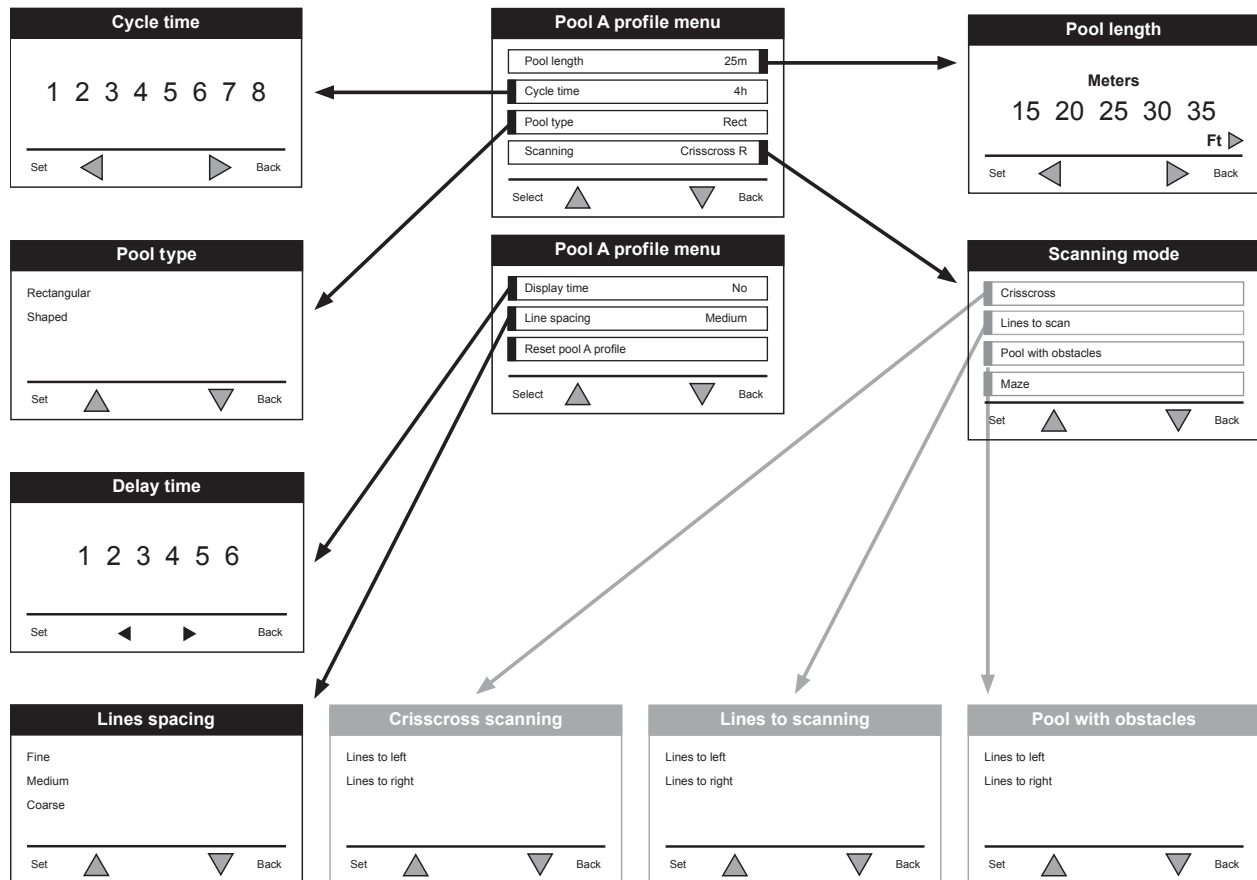 Cycle time
1 2 3 4 5 6 7 8
Set Back
Pool A profile menu
Pool length 25m
Cycle time 4h
Pool type Rect
Scanning Crisscross R
Select Back
Pool length
Meters
15 20 25 30 35
Ft
Set Back
Pool type
Rectangular
Shaped
Set Back
Pool A profile menu
Display time No
Line spacing Medium
Reset pool A profile
Select Back
Scanning mode
Crisscross
Lines to scan
Pool with obstacles
Maze
Set Back
Delay time
1 2 3 4 5 6
Set Back
Lines spacing
Fine
Medium
Coarse
Set Back
Crisscross scanning
Lines to left
Lines to right
Set Back
Lines to scanning
Lines to left
Lines to right
Set Back
Pool with obstacles
Lines to left
Lines to right
Set Back